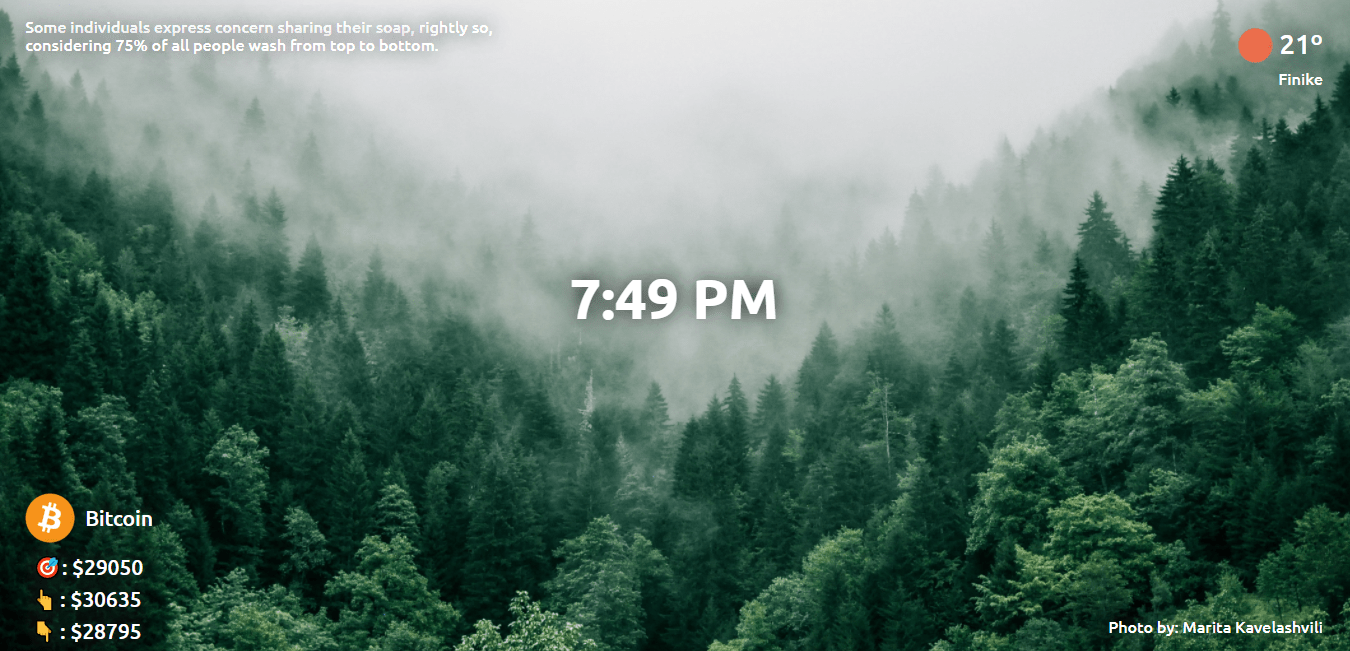 Some individuals express concern sharing their soap, rightly so,
considering 75% of all people wash from top to bottom.
21º
Finike
7:49 PM
Bitcoin
🎯 : $29050
👆 : $30635
👇 : $28795
Photo by: Marita Kavelashvili